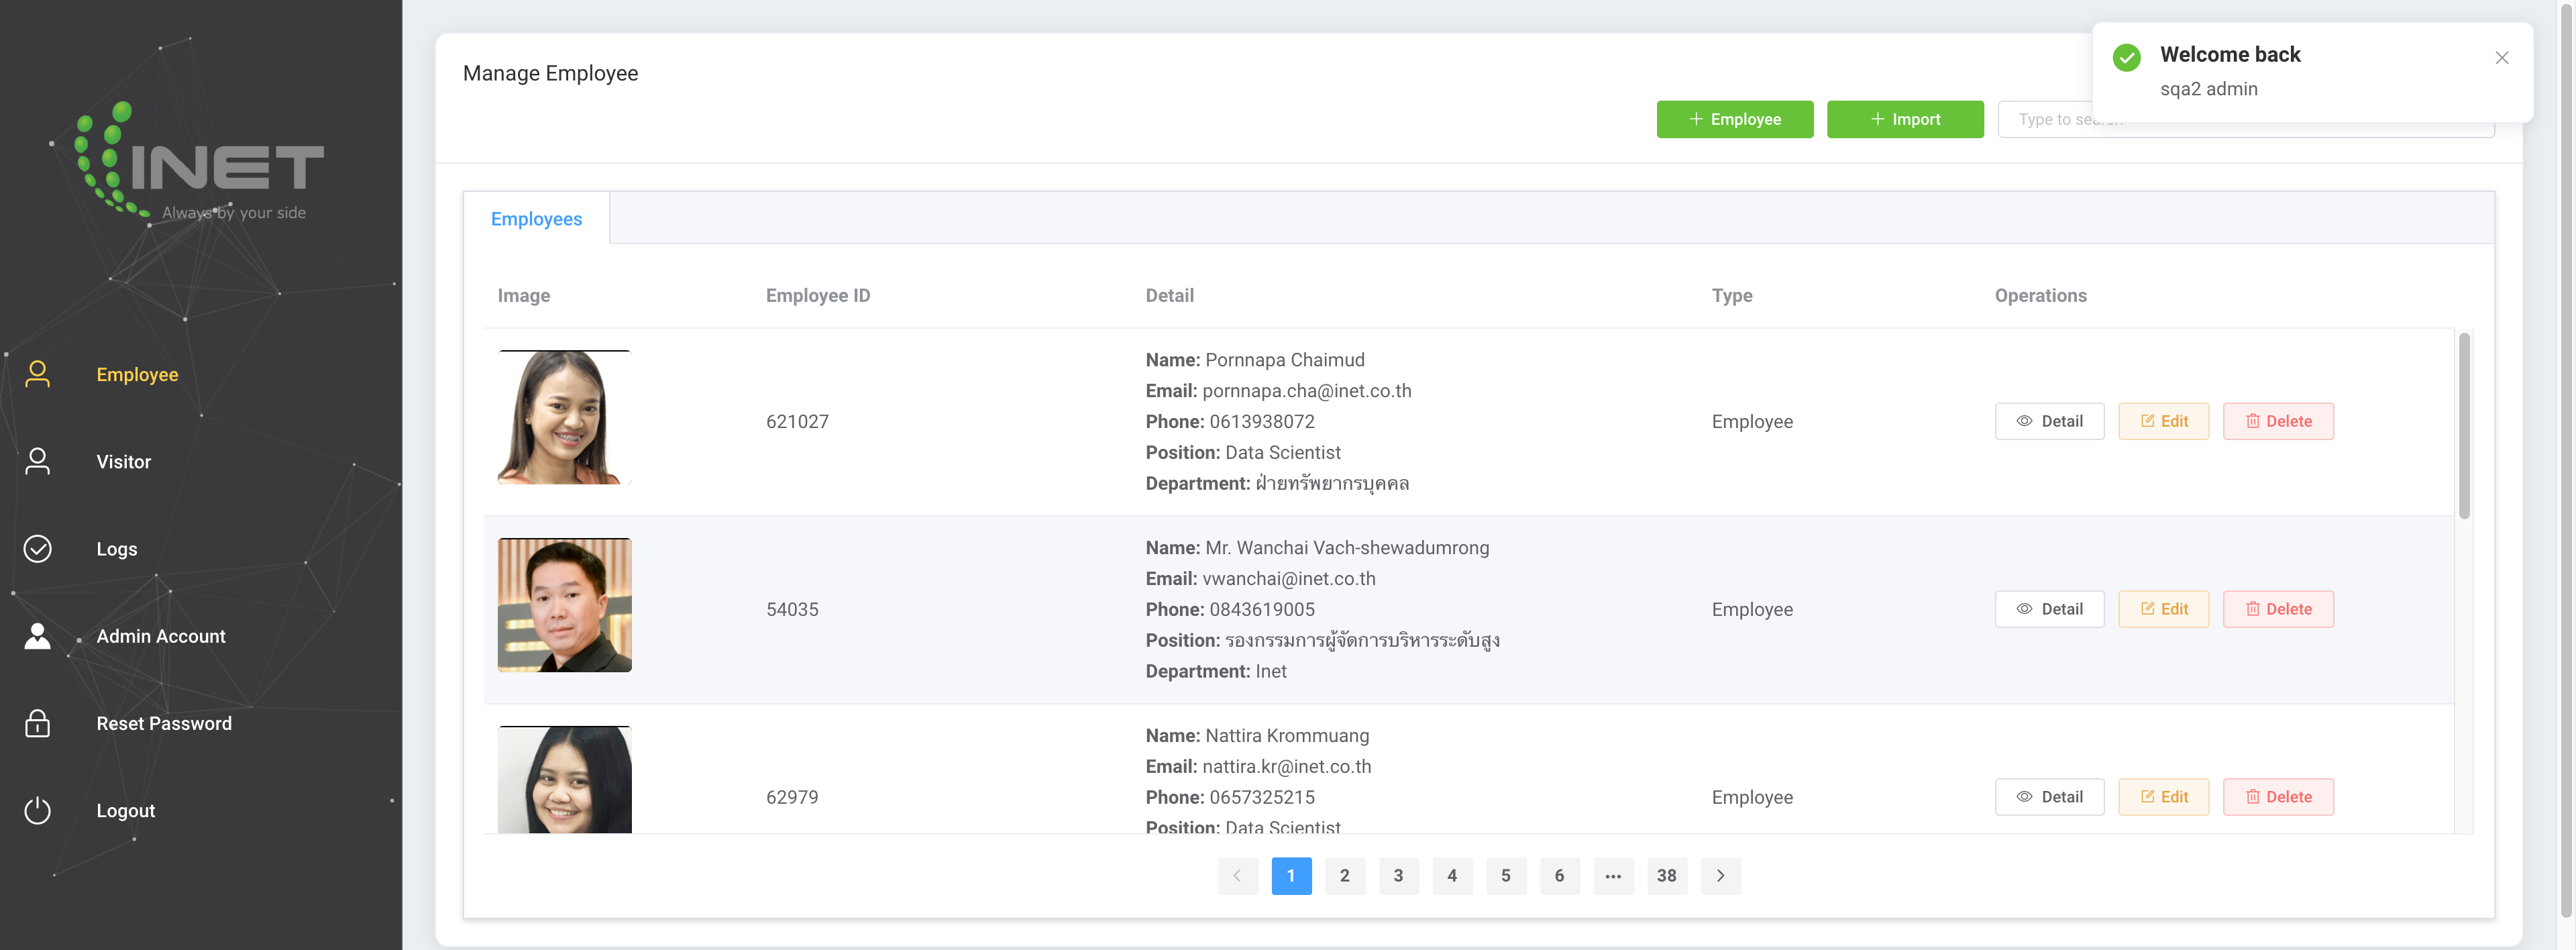 INET
Always by your side
Employee
Visitor
Logs
Admin Account
Reset Password
Logout
Manage Employee
Employee
Import
Type to search
Welcome back
sqa2 admin
Employees
Image Employee ID Detail Type Operations
Name: Pornnapa Chaimud
Email: pornnapa.cha@inet.co.th
621027 Phone: 0613938072 Employee Detail Edit Delete
Position: Data Scientist
Department: ฝ่ายทรัพยากรบุคคล
Name: Mr. Wanchai Vach-shewadumrong
Email: vwanchai@inet.co.th
54035 Phone: 0843619005 Employee Detail Edit Delete
Position: รองกรรมการผู้จัดการบริหารระดับสูง
Department: Inet
Name: Nattira Krommuang
Email: nattira.kr@inet.co.th
62979 Phone: 0657325215 Employee Detail Edit Delete
Position: Data Scientist
1 2 3 4 5 6 ••• 38